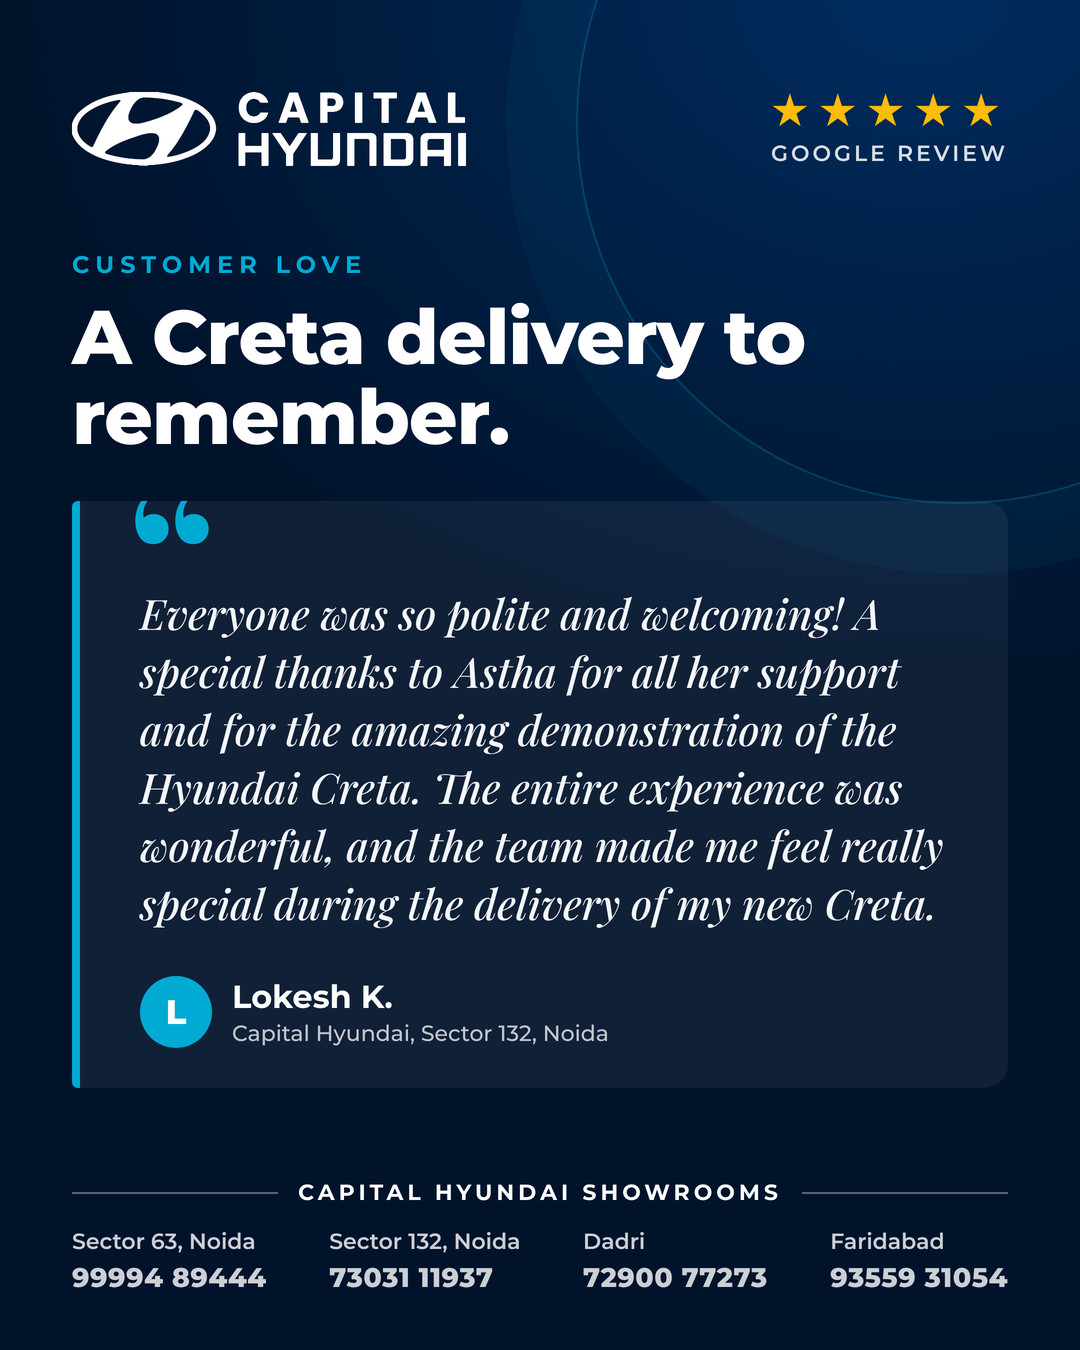 CAPITAL
HYUNDAI
GOOGLE REVIEW
CUSTOMER LOVE
A Creta delivery to
remember.
“
Everyone was so polite and welcoming! A
special thanks to Astha for all her support
and for the amazing demonstration of the
Hyundai Creta. The entire experience was
wonderful, and the team made me feel really
special during the delivery of my new Creta.
L
Lokesh K.
Capital Hyundai, Sector 132, Noida
CAPITAL HYUNDAI SHOWROOMS
Sector 63, Noida
99994 89444
Sector 132, Noida
73031 11937
Dadri
72900 77273
Faridabad
93559 31054